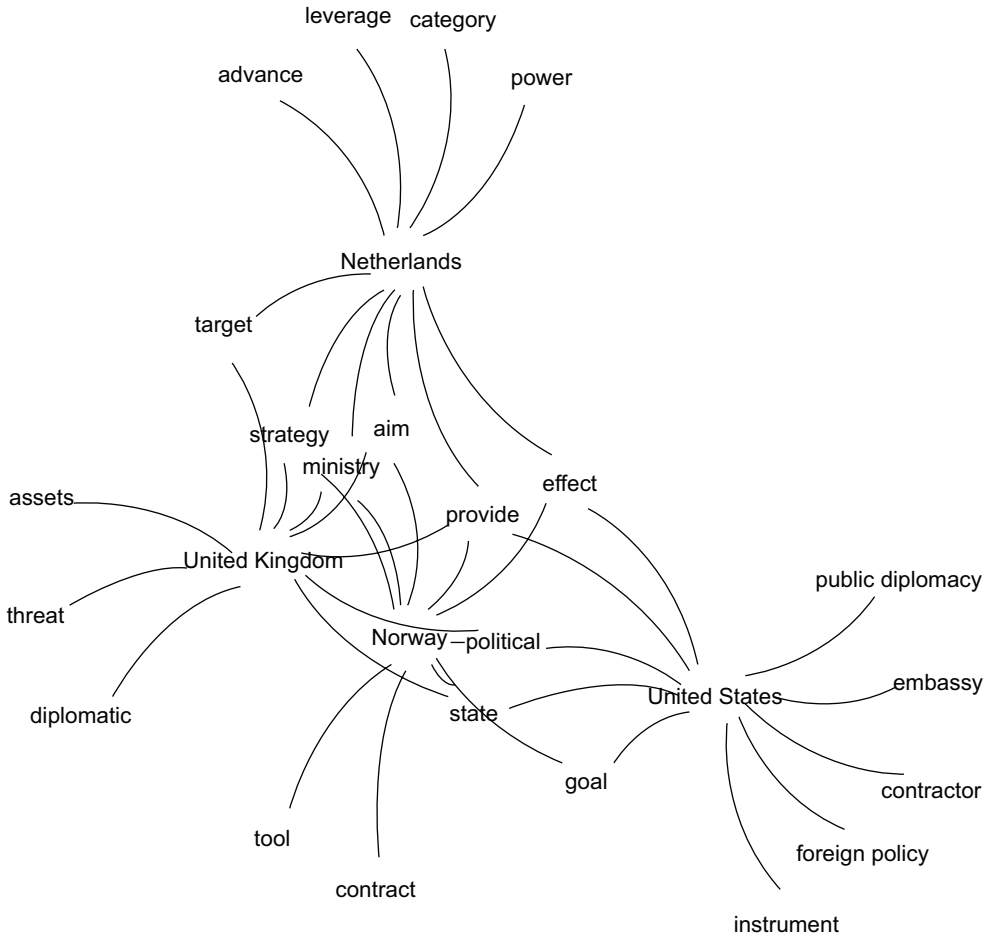 leverage
category
advance
power
Netherlands
target
strategy
aim
ministry
effect
assets
provide
United Kingdom
public diplomacy
threat
Norway
political
embassy
United States
diplomatic
state
goal
contractor
tool
foreign policy
contract
instrument